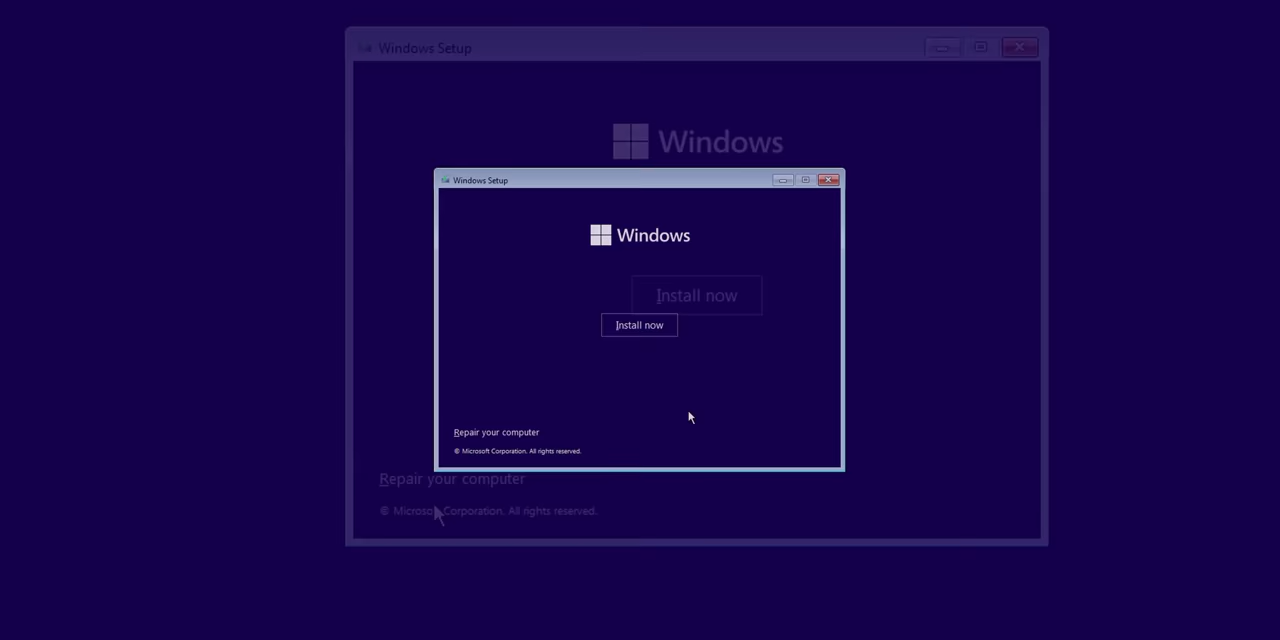 Windows Setup
Windows
Windows Setup
Windows
Install now
Install now
Repair your computer
© Microsoft Corporation. All rights reserved.
Repair your computer
© Microsoft Corporation. All rights reserved.